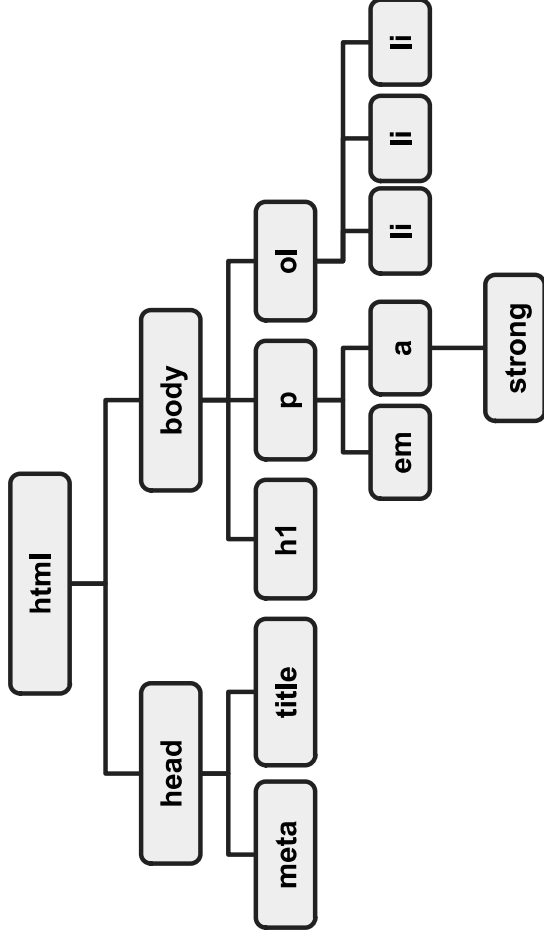 html
head
body
meta
title
h1
p
ol
em
a
li
li
li
strong